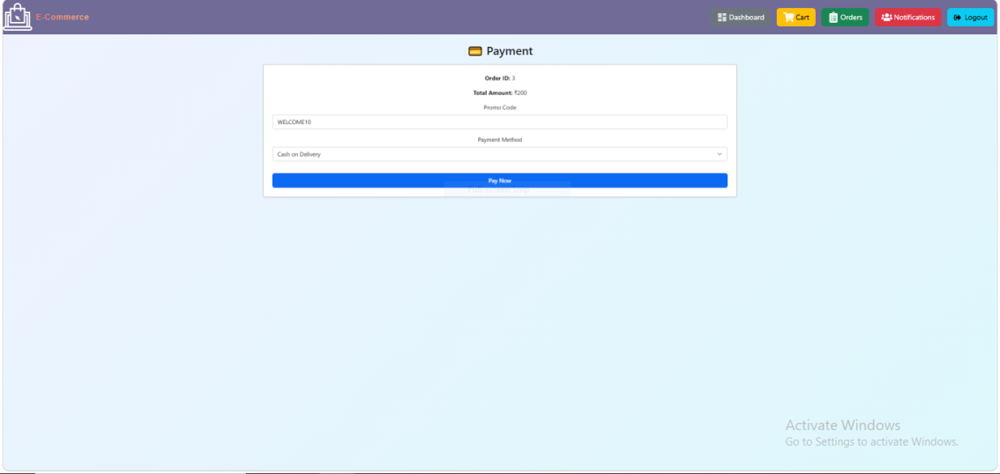 E-Commerce
Dashboard
Cart
Orders
Notifications
Logout
Payment
Order ID: 3
Total Amount: ₹200
Promo Code
WELCOME10
Payment Method
Cash on Delivery
Pay Now
Activate Windows
Go to Settings to activate Windows.